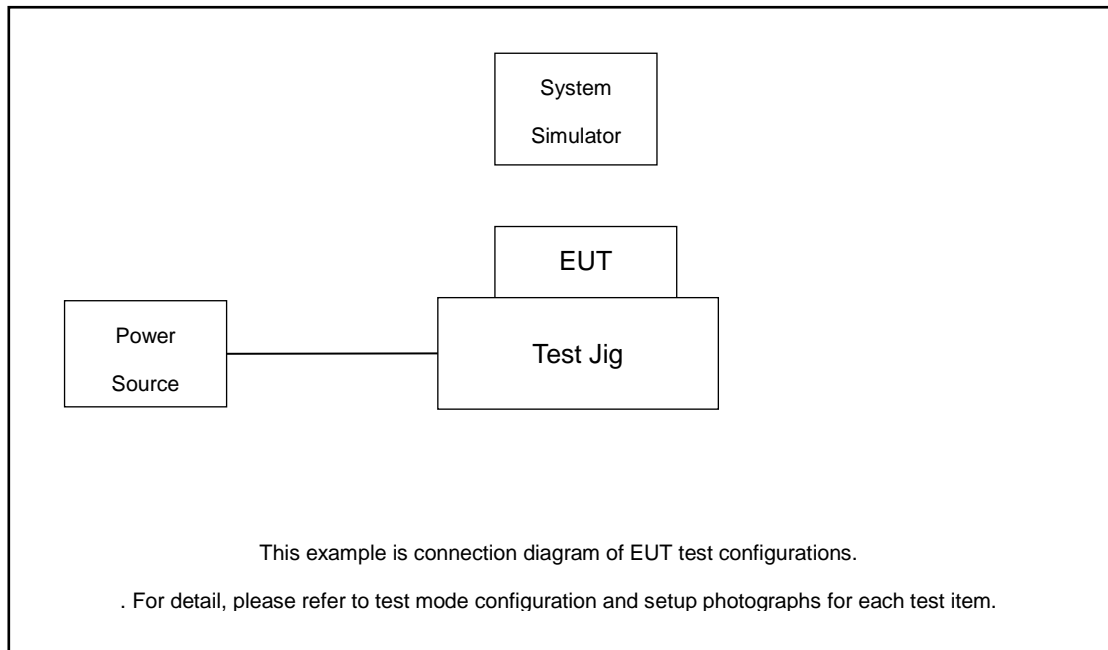 System
Simulator
EUT
Power
Source
Test Jig
This example is connection diagram of EUT test configurations.
. For detail, please refer to test mode configuration and setup photographs for each test item.